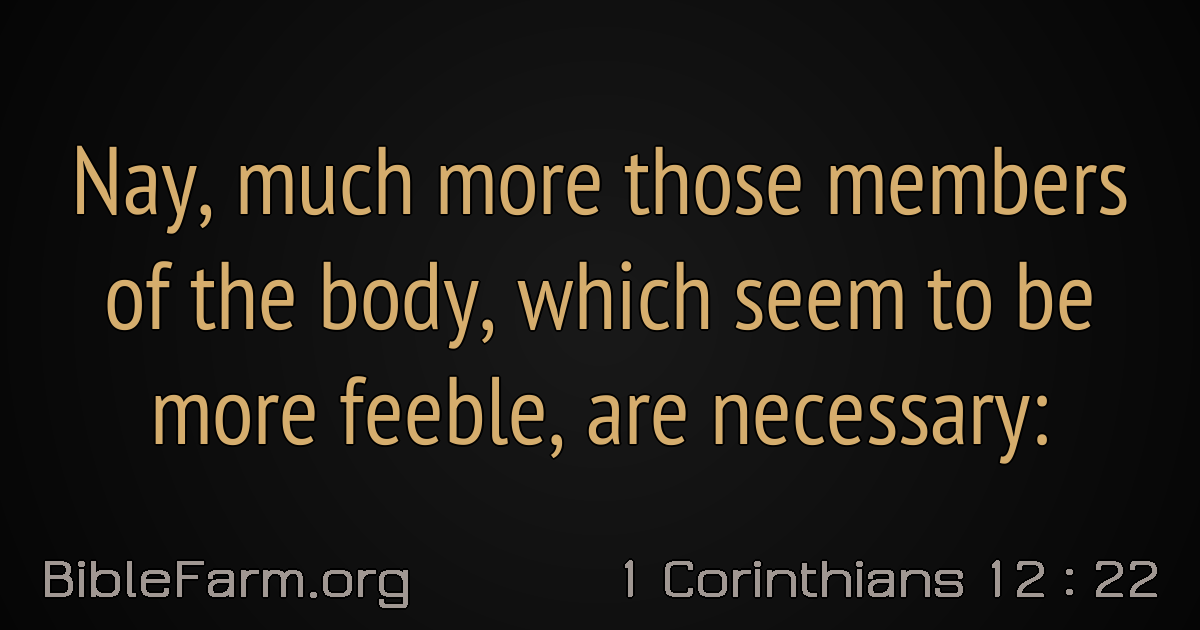 Nay, much more those members
of the body, which seem to be
more feeble, are necessary:
BibleFarm.org
1 Corinthians 12 : 22